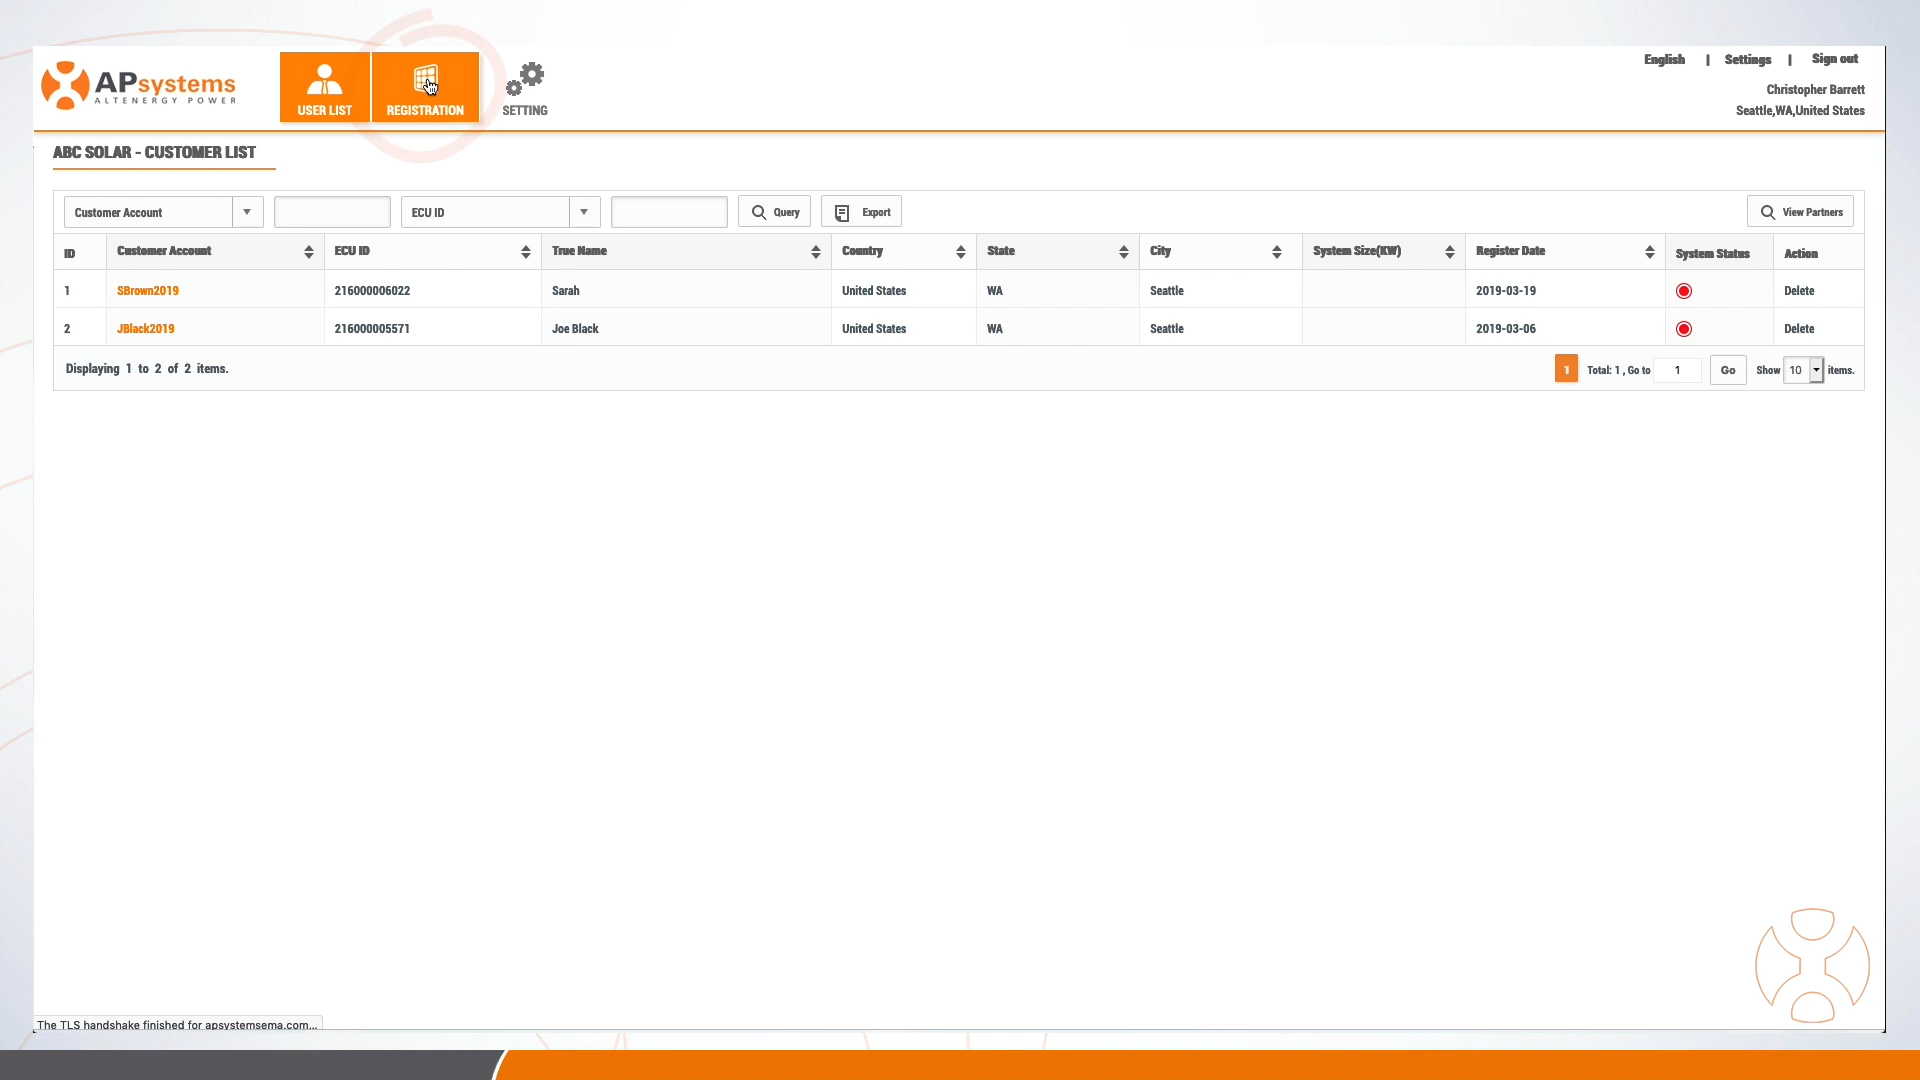 APsystems
ALTENERGY POWER
USER LIST
REGISTRATION
SETTING
English | Settings | Sign out
Christopher Barrett
Seattle,WA,United States
ABC SOLAR - CUSTOMER LIST
Customer Account ECU ID Query Export View Partners
ID Customer Account ECU ID True Name Country State City System Size(KW) Register Date System Status Action
1 SBrown2019 216000006022 Sarah United States WA Seattle 2019-03-19 Delete
2 JBlack2019 216000005571 Joe Black United States WA Seattle 2019-03-06 Delete
Displaying 1 to 2 of 2 items. 1 Total: 1 , Go to 1 Go Show 10 items.
The TLS handshake finished for apsystemsema.com...